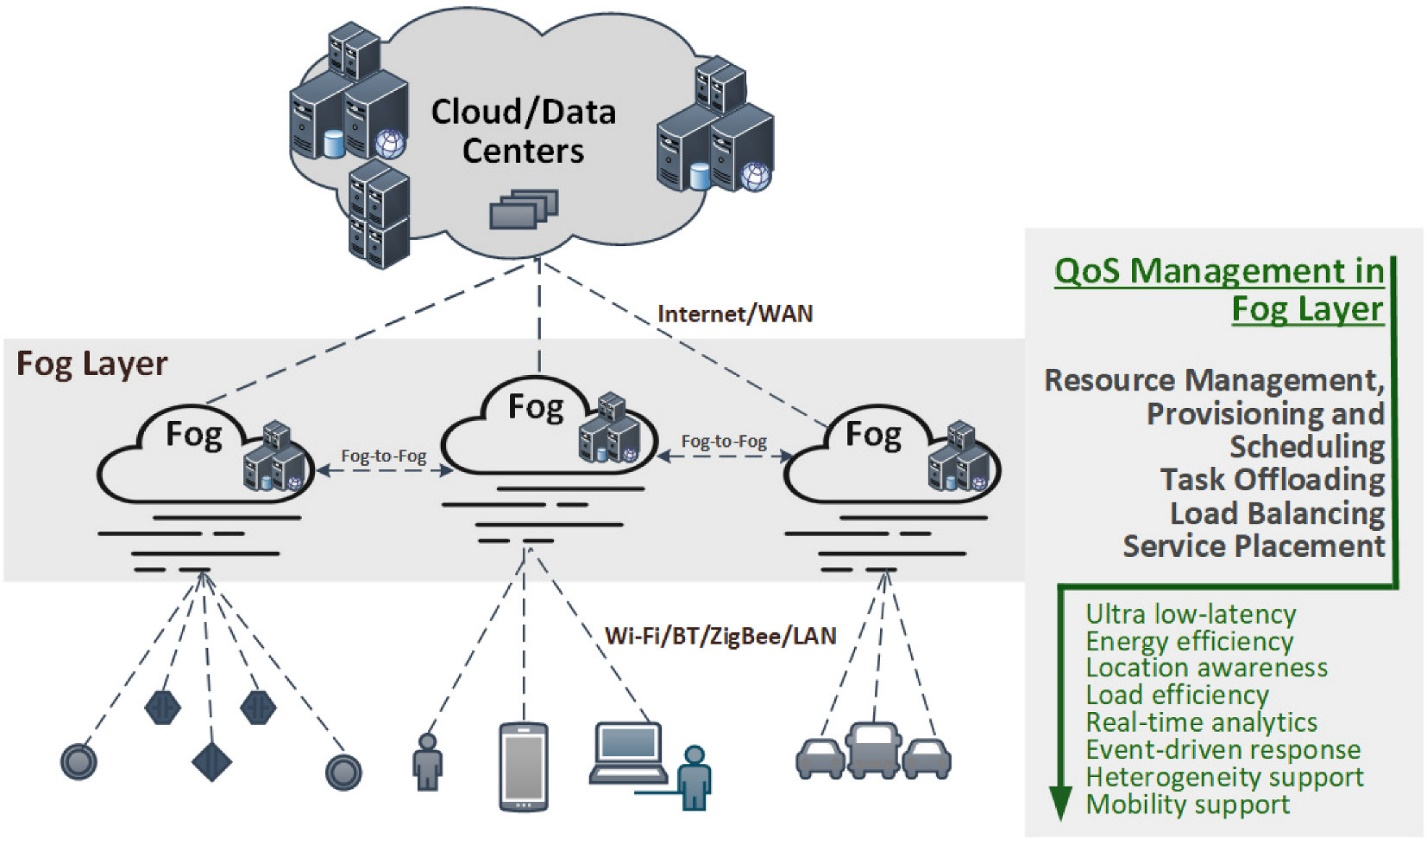 Cloud/Data
Centers
Internet/WAN
Fog Layer
Fog
Fog-to-Fog
Fog
Fog-to-Fog
Fog
Wi-Fi/BT/ZigBee/LAN
QoS Management in
Fog Layer
Resource Management,
Provisioning and
Scheduling
Task Offloading
Load Balancing
Service Placement
Ultra low-latency
Energy efficiency
Location awareness
Load efficiency
Real-time analytics
Event-driven response
Heterogeneity support
Mobility support